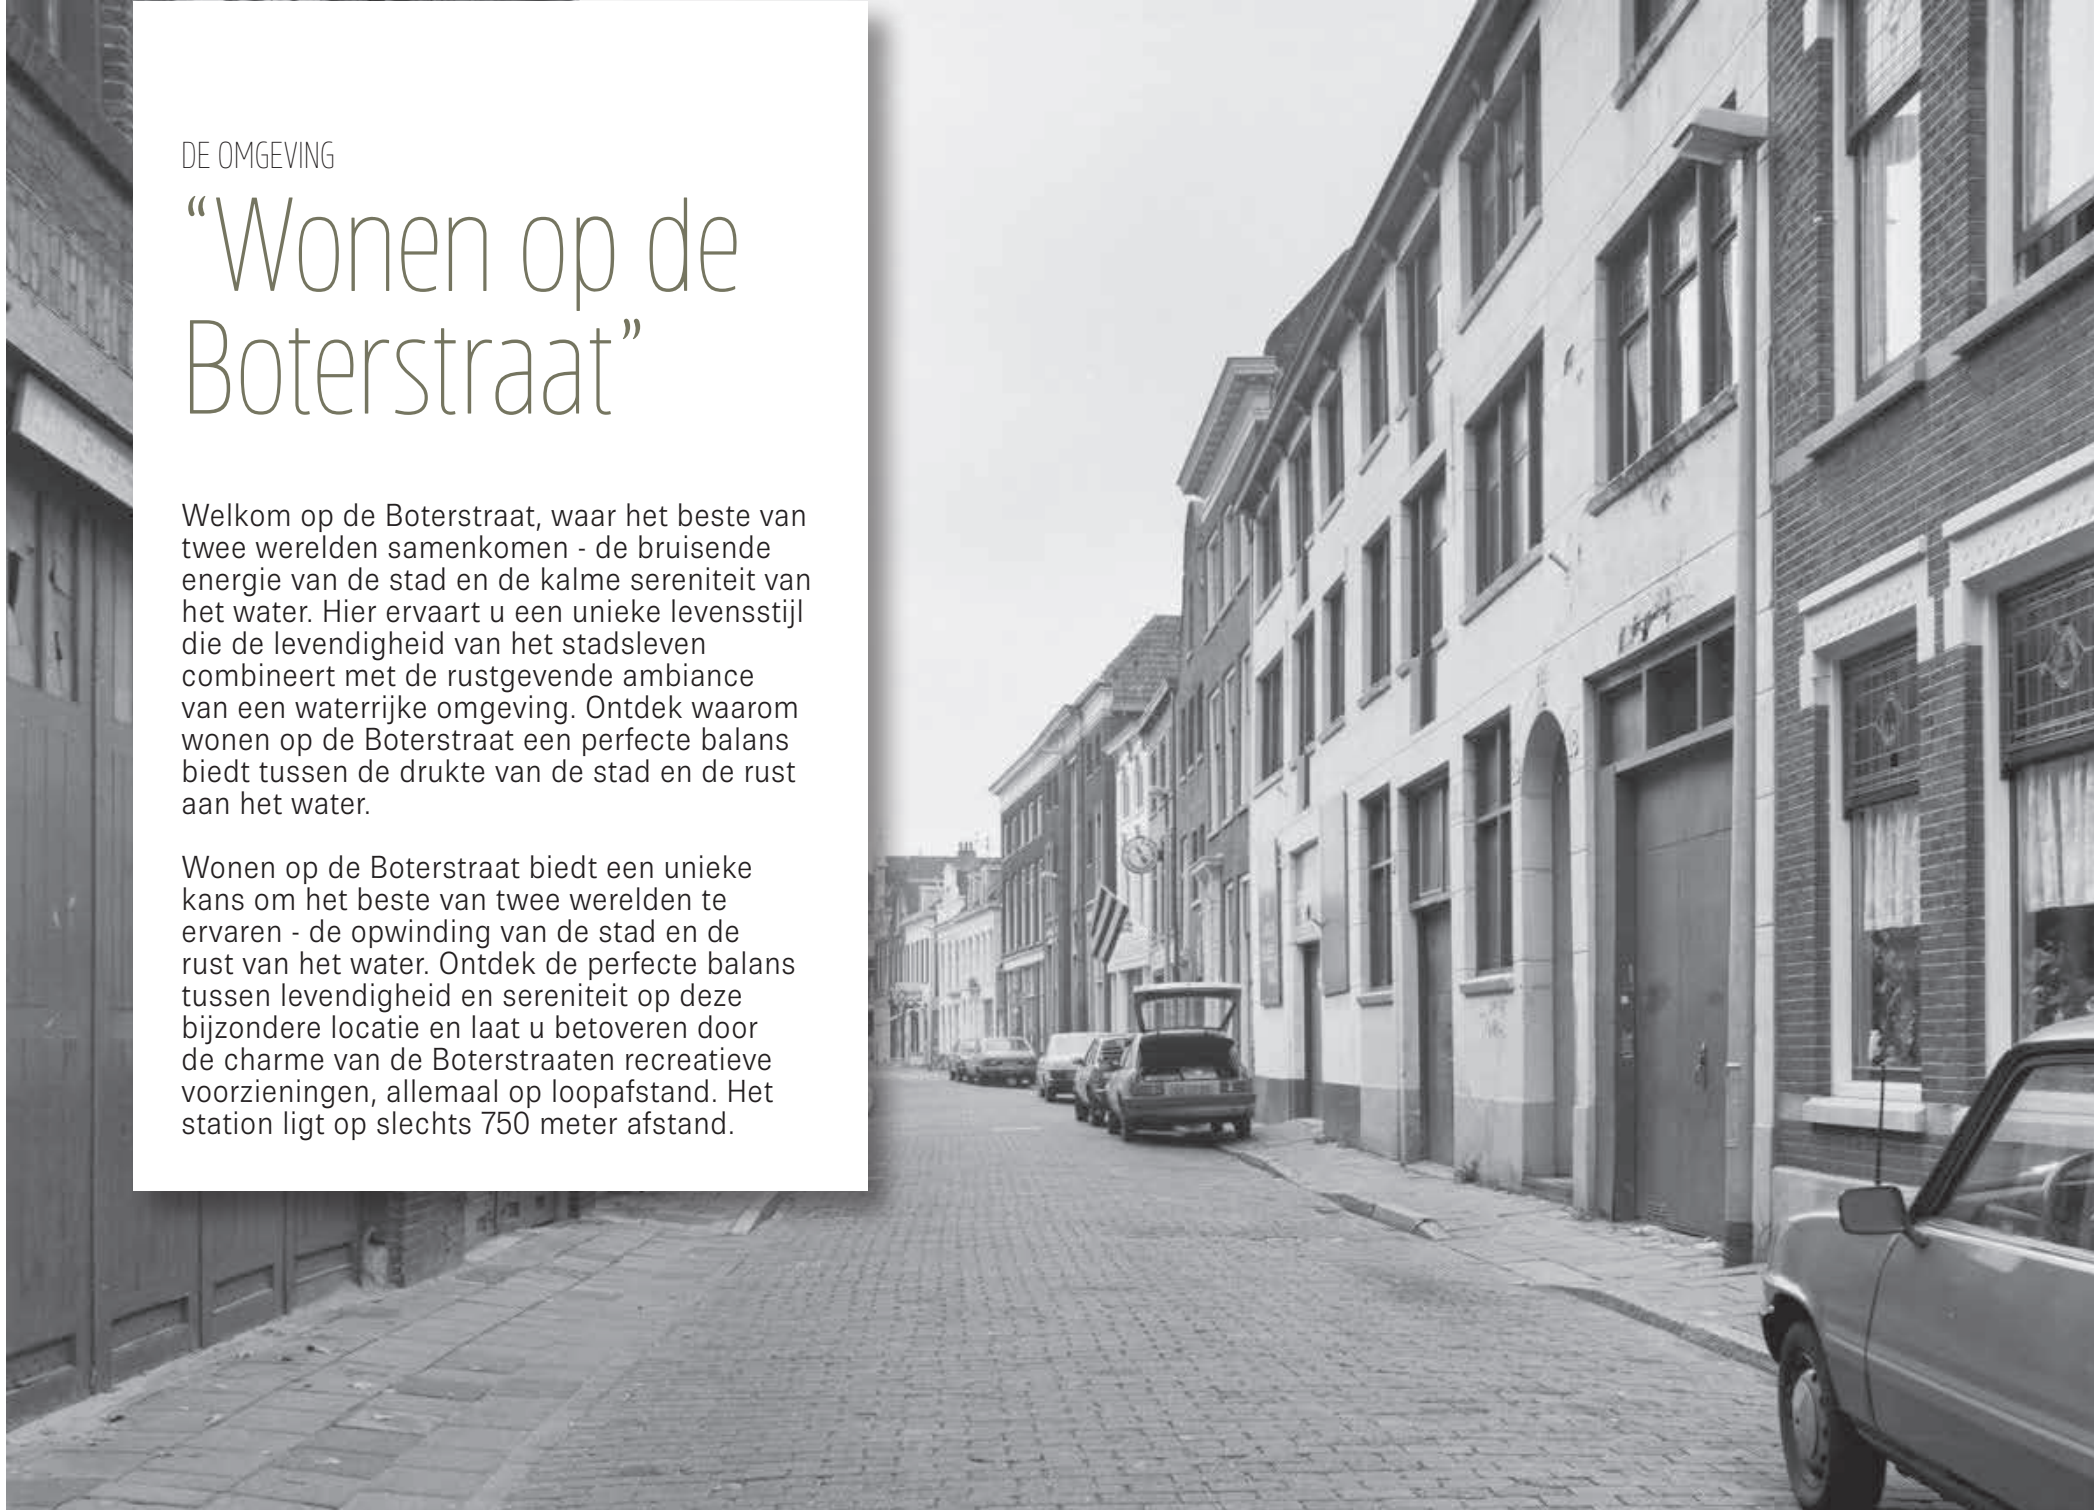 DE OMGEVING
“Wonen op de
Boterstraat”
Welkom op de Boterstraat, waar het beste van
twee werelden samenkomen - de bruisende
energie van de stad en de kalme sereniteit van
het water. Hier ervaart u een unieke levensstijl
die de levendigheid van het stadsleven
combineert met de rustgevende ambiance
van een waterrijke omgeving. Ontdek waarom
wonen op de Boterstraat een perfecte balans
biedt tussen de drukte van de stad en de rust
aan het water.
Wonen op de Boterstraat biedt een unieke
kans om het beste van twee werelden te
ervaren - de opwinding van de stad en de
rust van het water. Ontdek de perfecte balans
tussen levendigheid en sereniteit op deze
bijzondere locatie en laat u betoveren door
de charme van de Boterstraaten recreatieve
voorzieningen, allemaal op loopafstand. Het
station ligt op slechts 750 meter afstand.